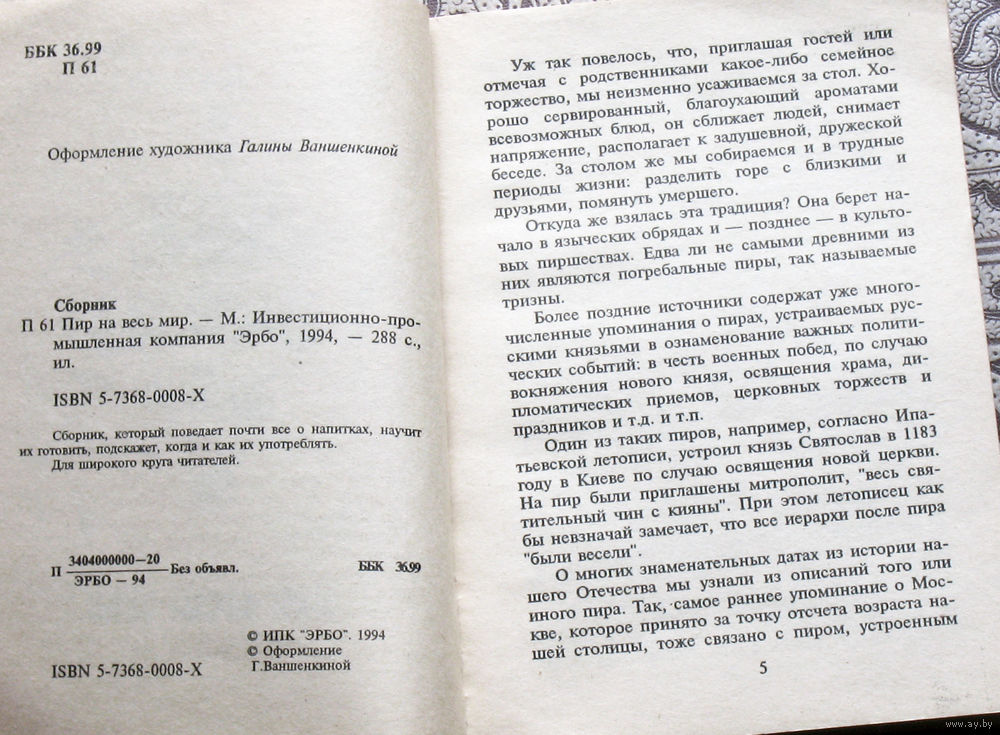 ББК 36.99
П 61
Оформление художника Галины Ваншенкиной
Сборник
П 61 Пир на весь мир. — М.: Инвестиционно-про-
мышленная компания "Эрбо", 1994, — 288 с.,
ил.
ISBN 5-7368-0008-X
Сборник, который поведает почти все о напитках, научит
их готовить, подскажет, когда и как их употреблять.
Для широкого круга читателей.
П 3404000000—20
ЭРБО — 94
Без объявл.
ББК 36.99
© ИПК "ЭРБО". 1994
© Оформление
Г.Ваншенкиной
ISBN 5-7368-0008-X
Уж так повелось, что, приглашая гостей или
отмечая с родственниками какое-либо семейное
торжество, мы неизменно усаживаемся за стол. Хо-
рошо сервированный, благоухающий ароматами
всевозможных блюд, он сближает людей, снимает
напряжение, располагает к задушевной, дружеской
беседе. За столом же мы собираемся и в трудные
периоды жизни: разделить горе с близкими и
друзьями, помянуть умершего.
Откуда же взялась эта традиция? Она берет на-
чало в языческих обрядах и — позднее — в культо-
вых пиршествах. Едва ли не самыми древними из
них являются погребальные пиры, так называемые
тризны.
Более поздние источники содержат уже много-
численные упоминания о пирах, устраиваемых рус-
скими князьями в ознаменование важных полити-
ческих событий: в честь военных побед, по случаю
вокняжения нового князя, освящения храма, ди-
пломатических приемов, церковных торжеств и
праздников и т.д. и т.п.
Один из таких пиров, например, согласно Ипа-
тьевской летописи, устроил князь Святослав в 1183
году в Киеве по случаю освящения новой церкви.
На пир были приглашены митрополит, "весь свя-
тительный чин с кияны". При этом летописец как
бы невзначай замечает, что все иерархи после пира
"были весели".
О многих знаменательных датах из истории на-
шего Отечества мы узнали из описаний того или
иного пира. Так, самое раннее упоминание о Мос-
кве, которое принято за точку отсчета возраста на-
шей столицы, тоже связано с пиром, устроенным
5
www.ay.by